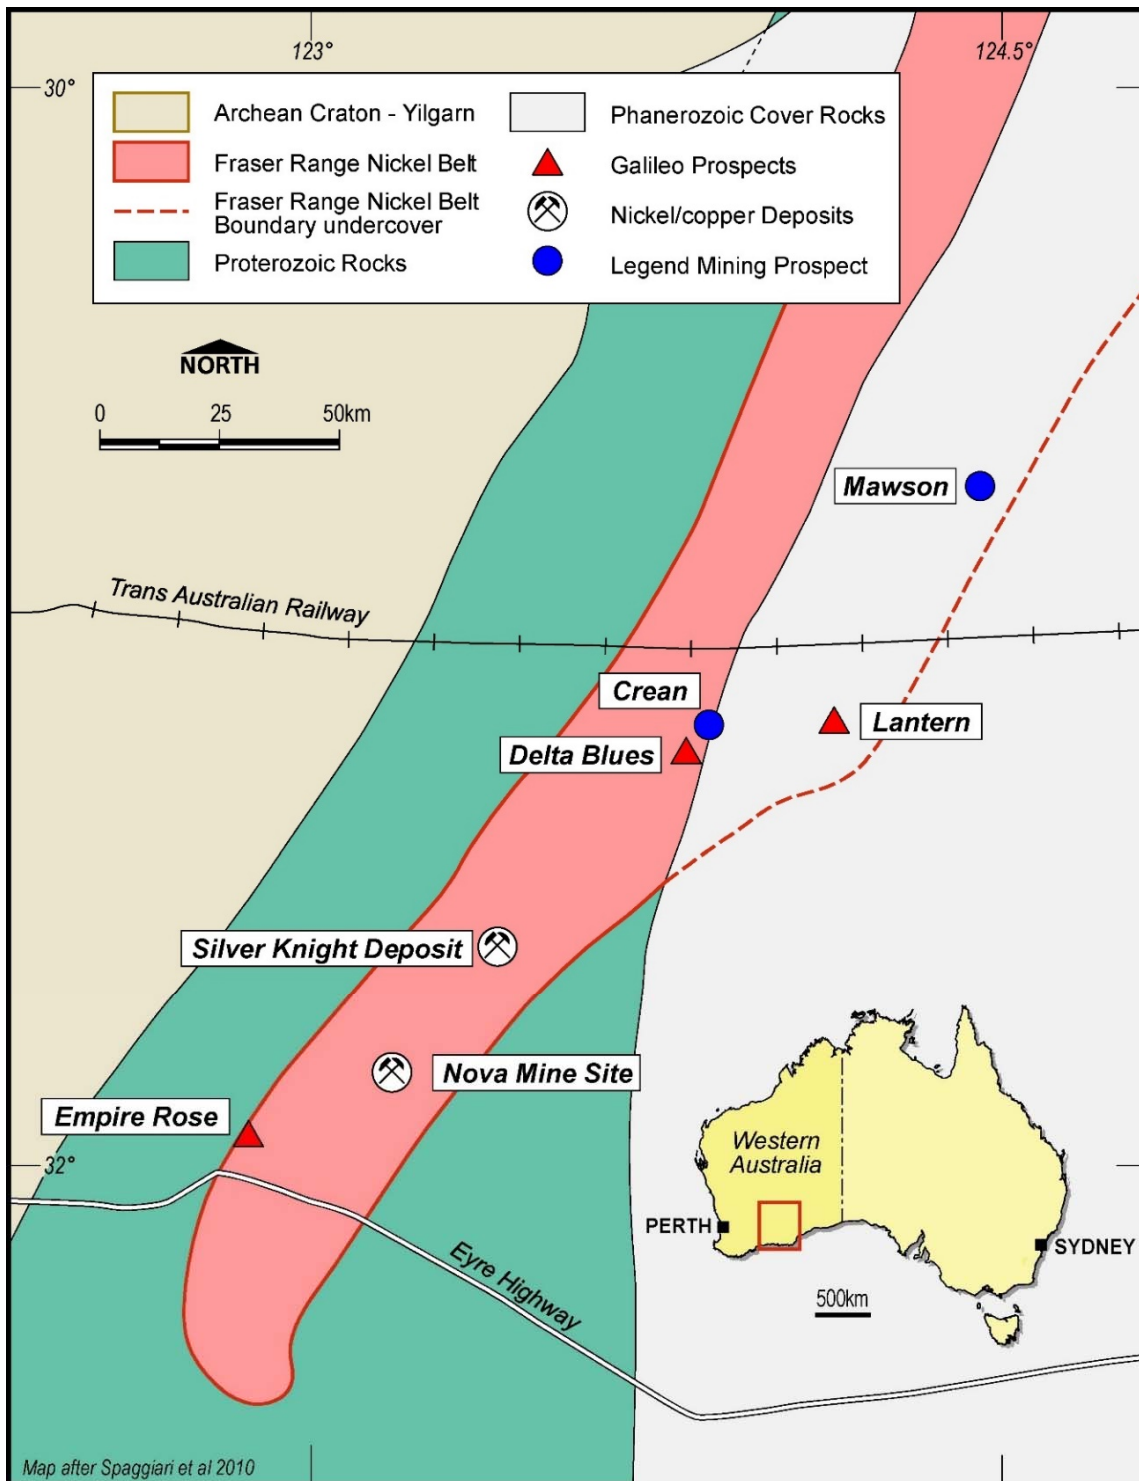 123°
124.5°
30°
Archean Craton - Yilgarn
Fraser Range Nickel Belt
Fraser Range Nickel Belt
Boundary undercover
Proterozoic Rocks
Phanerozoic Cover Rocks
Galileo Prospects
Nickel/copper Deposits
Legend Mining Prospect
NORTH
0 25 50km
Mawson
Trans Australian Railway
Crean
Lantern
Delta Blues
Silver Knight Deposit
Nova Mine Site
Empire Rose
32°
Eyre Highway
Western
Australia
PERTH
SYDNEY
500km
Map after Spaggiari et al 2010